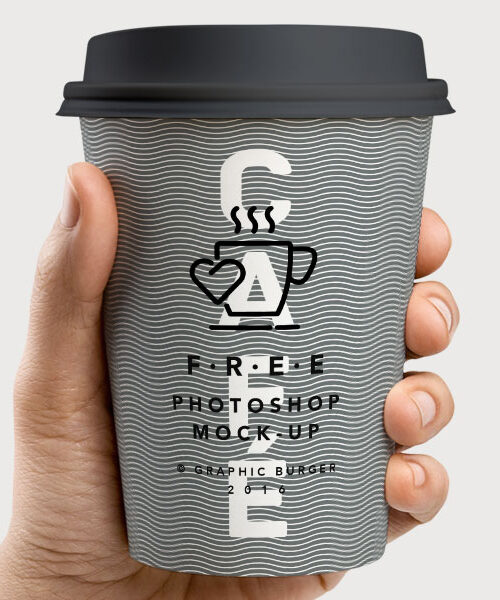 CAFE
F·R·E·E
PHOTOSHOP
MOCK-UP
© GRAPHIC BURGER
2016